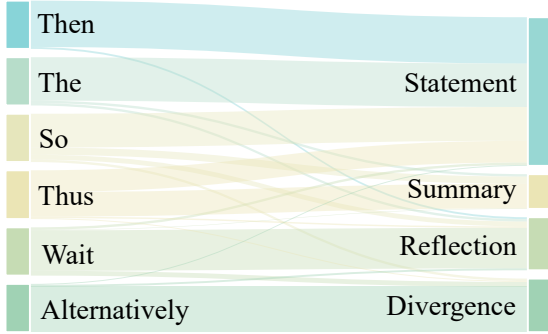 Then
The
So
Thus
Wait
Alternatively
Statement
Summary
Reflection
Divergence